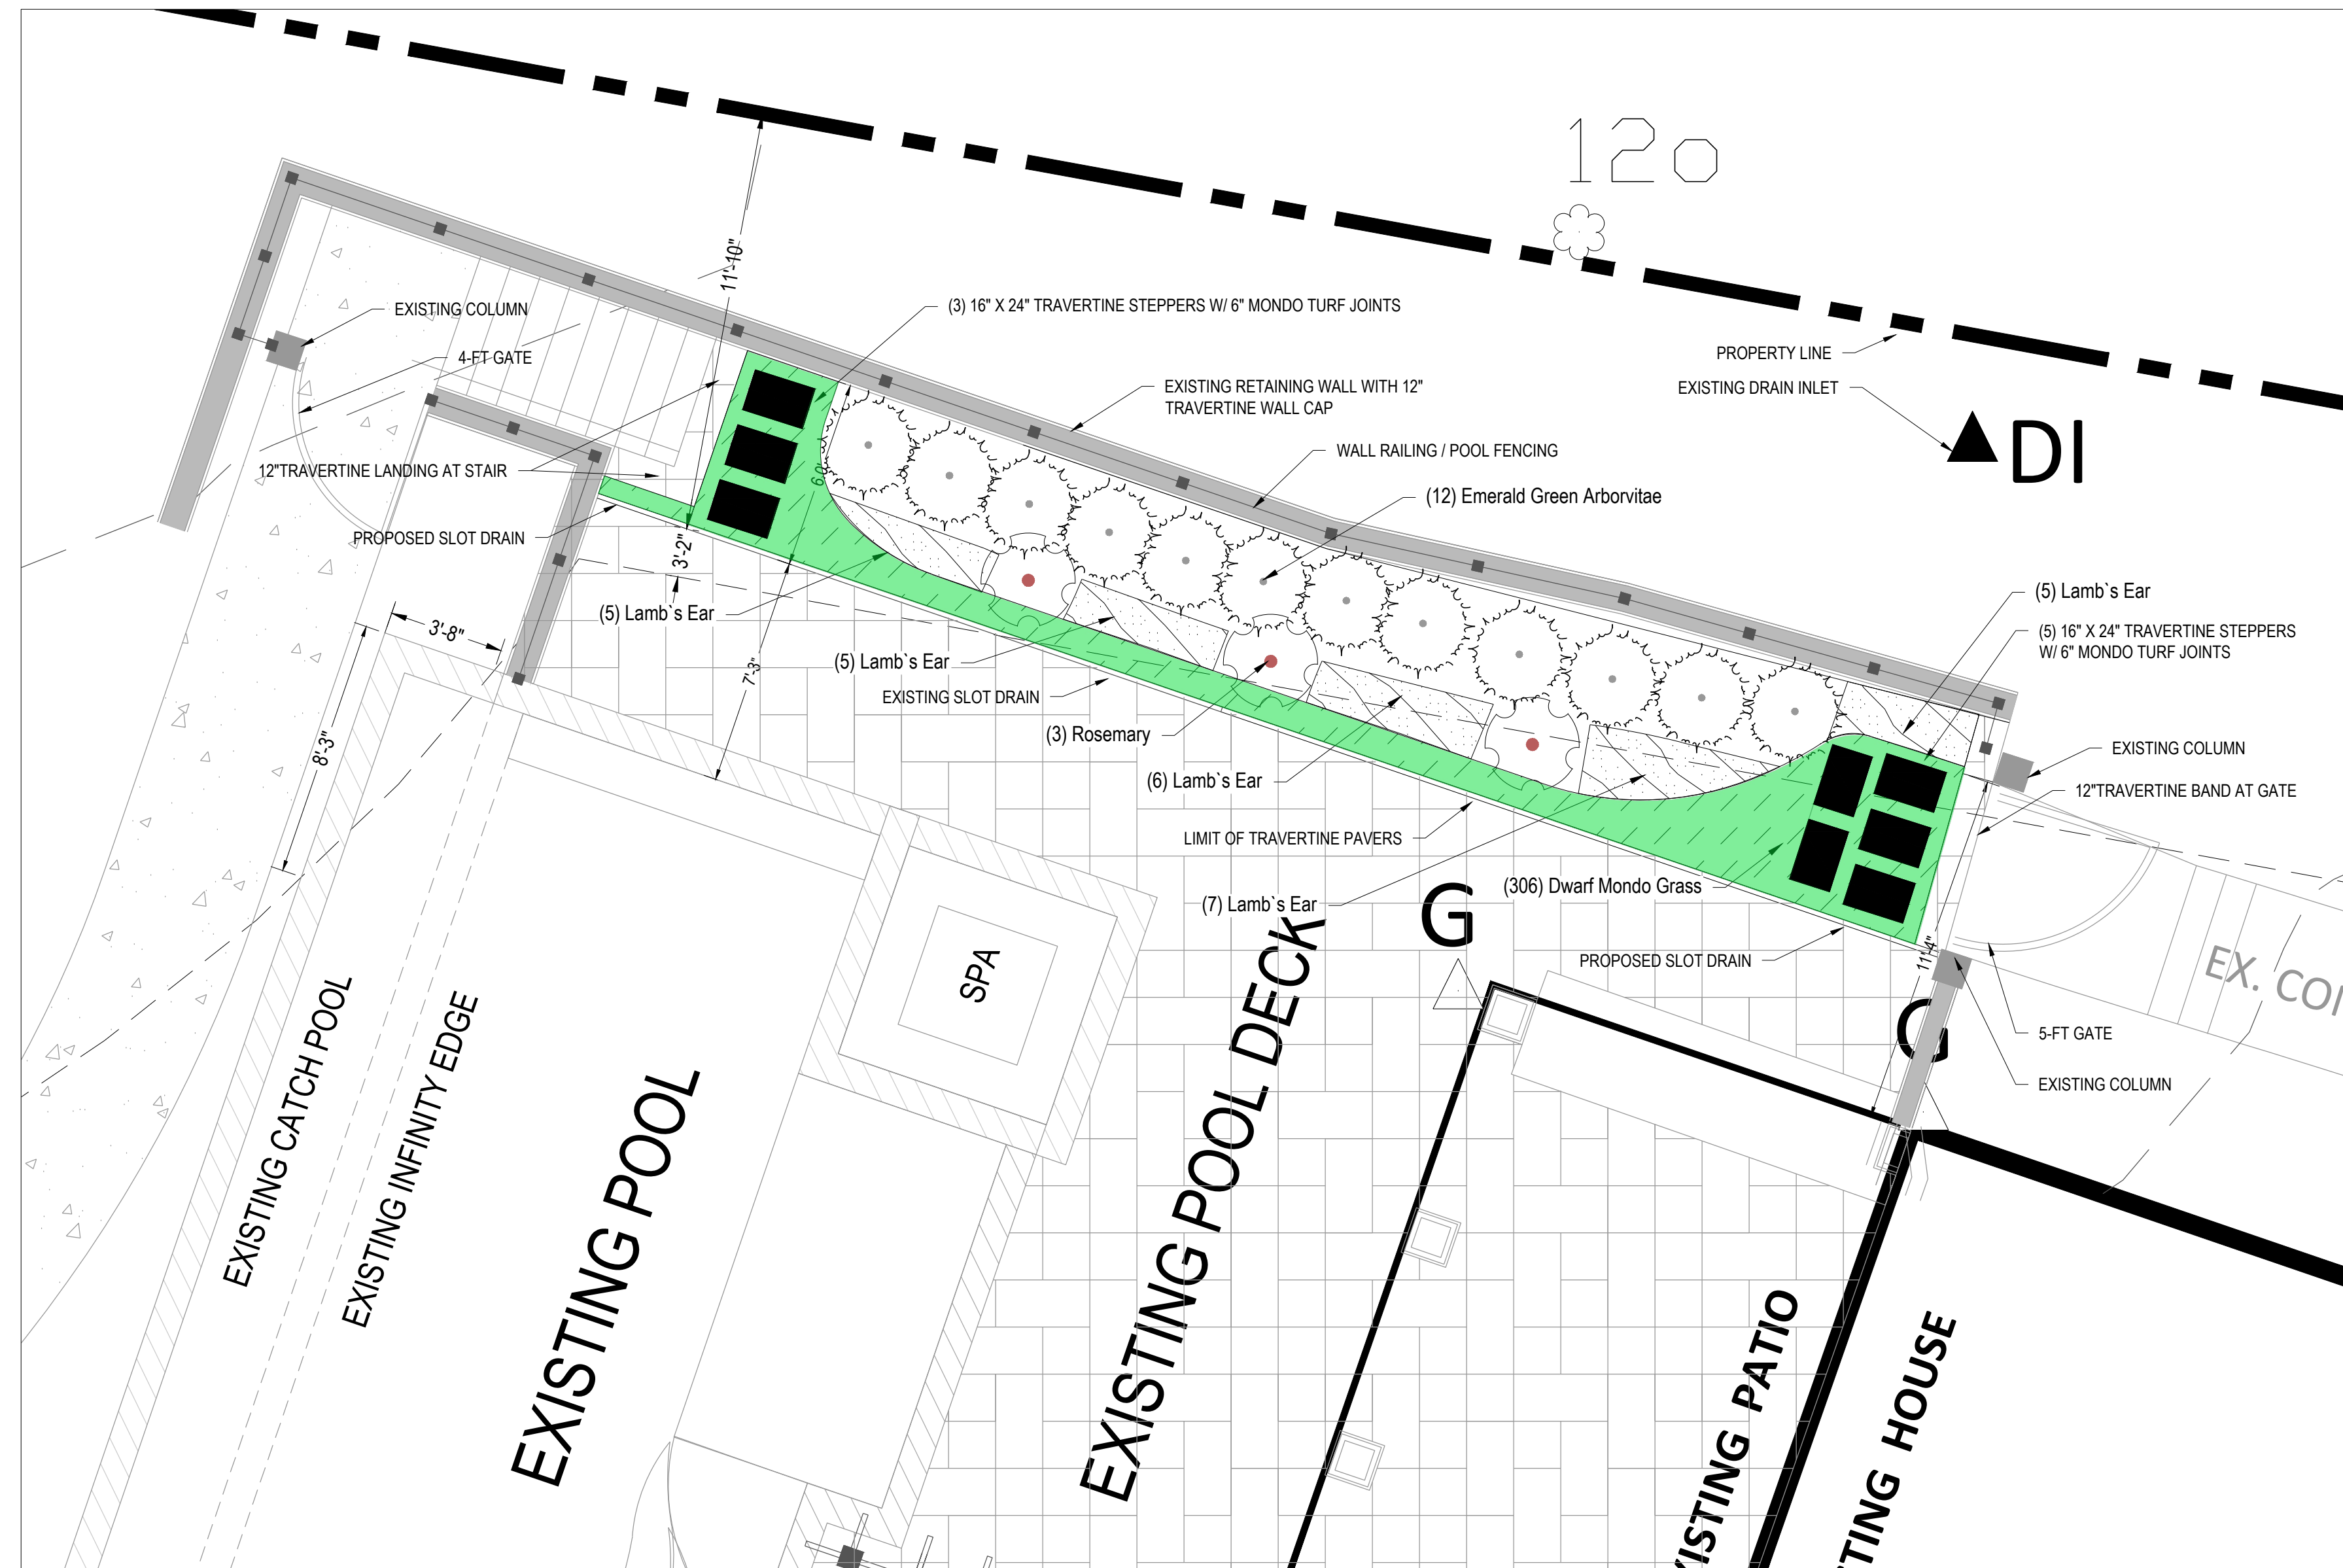 12o
11'-10"
(3) 16" X 24" TRAVERTINE STEPPERS W/ 6" MONDO TURF JOINTS
EXISTING COLUMN
4-FT GATE
PROPERTY LINE
EXISTING DRAIN INLET
DI
EXISTING RETAINING WALL WITH 12"
TRAVERTINE WALL CAP
WALL RAILING / POOL FENCING
(12) Emerald Green Arborvitae
12"TRAVERTINE LANDING AT STAIR
6'-0"
PROPOSED SLOT DRAIN
3'-2"
(5) Lamb`s Ear
(5) Lamb`s Ear
(5) 16" X 24" TRAVERTINE STEPPERS
W/ 6" MONDO TURF JOINTS
3'-8"
7'-3"
(5) Lamb`s Ear
EXISTING SLOT DRAIN
(3) Rosemary
8'-3"
EXISTING COLUMN
(6) Lamb`s Ear
12"TRAVERTINE BAND AT GATE
LIMIT OF TRAVERTINE PAVERS
(306) Dwarf Mondo Grass
(7) Lamb`s Ear
G
PROPOSED SLOT DRAIN
11'-4"
SPA
G
5-FT GATE
EXISTING COLUMN
EXISTING CATCH POOL
EXISTING INFINITY EDGE
EXISTING POOL
EXISTING POOL DECK
PATIO
HOUSE